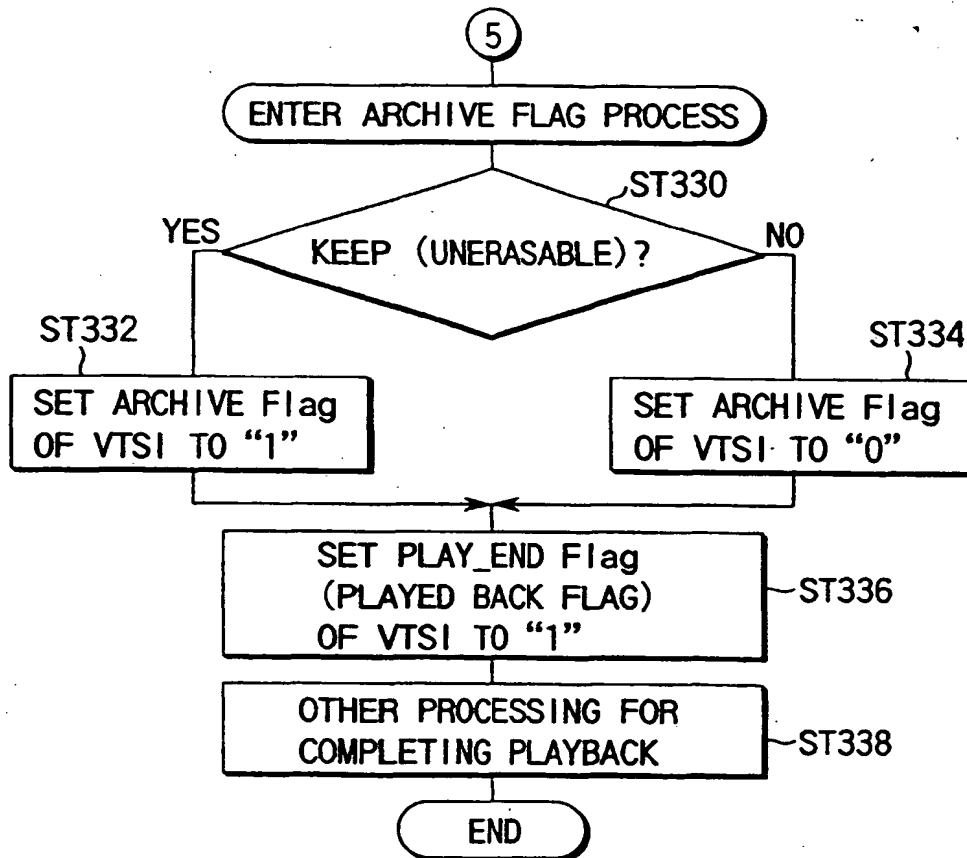 5
ENTER ARCHIVE FLAG PROCESS
ST330
YES
KEEP (UNERASABLE)?
NO
ST332
ST334
SET ARCHIVE Flag
OF VTSI TO “1”
SET ARCHIVE Flag
OF VTSI TO “0”
SET PLAY_END Flag
(PLAYED BACK FLAG)
OF VTSI TO “1”
ST336
OTHER PROCESSING FOR
COMPLETING PLAYBACK
ST338
END